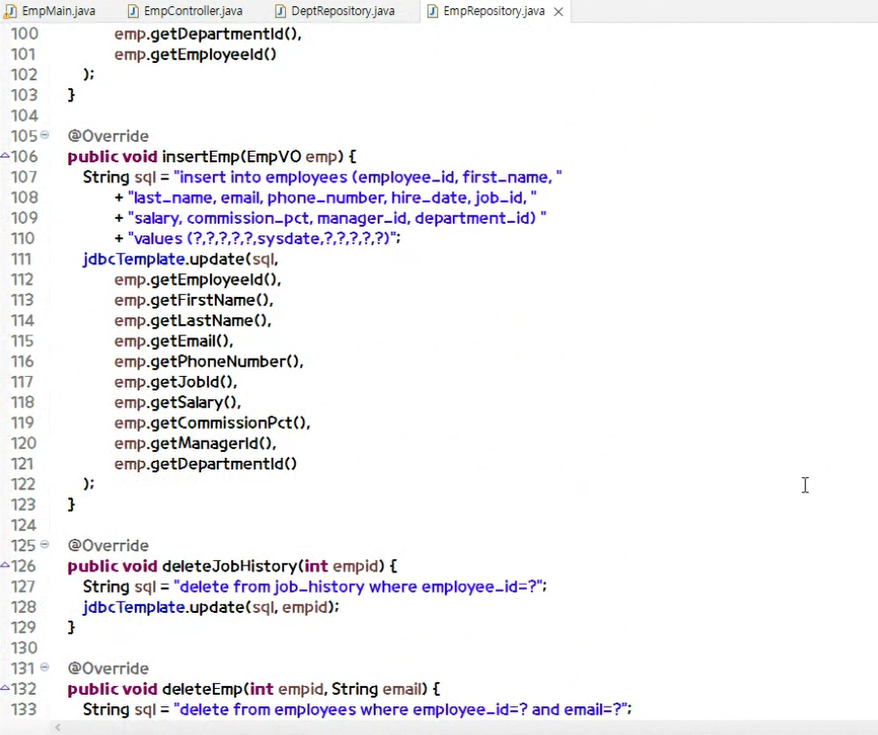 EmpMain.java EmpController.java DeptRepository.java EmpRepository.java
100 emp.getDepartmentId(),
101 emp.getEmployeeId()
102 );
103 }
104
105 @Override
106 public void insertEmp(EmpVO emp) {
107 String sql = "insert into employees (employee_id, first_name, "
108 + "last_name, email, phone_number, hire_date, job_id, "
109 + "salary, commission_pct, manager_id, department_id) "
110 + "values (?,?,?,?,?,sysdate,?,?,?,?,?)";
111 jdbcTemplate.update(sql,
112 emp.getEmployeeId(),
113 emp.getFirstName(),
114 emp.getLastName(),
115 emp.getEmail(),
116 emp.getPhoneNumber(),
117 emp.getJobId(),
118 emp.getSalary(),
119 emp.getCommissionPct(),
120 emp.getManagerId(),
121 emp.getDepartmentId()
122 );
123 }
124
125 @Override
126 public void deleteJobHistory(int empid) {
127 String sql = "delete from job_history where employee_id=?";
128 jdbcTemplate.update(sql, empid);
129 }
130
131 @Override
132 public void deleteEmp(int empid, String email) {
133 String sql = "delete from employees where employee_id=? and email=?";